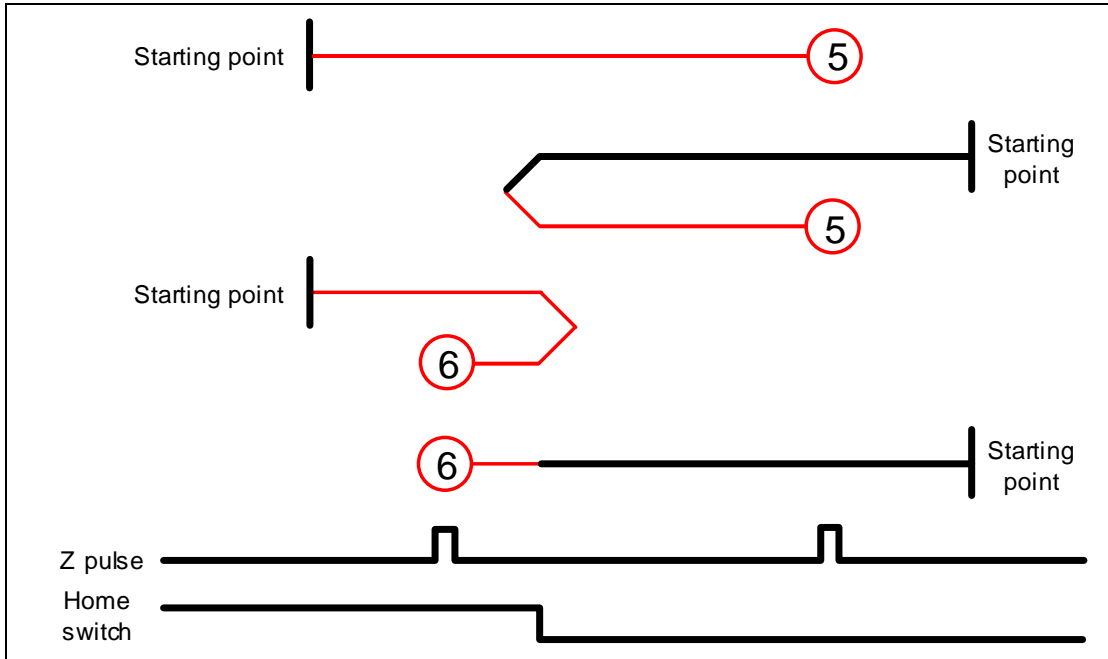 Starting point
5
Starting
point
5
Starting point
6
6
Starting
point
Z pulse
Home
switch